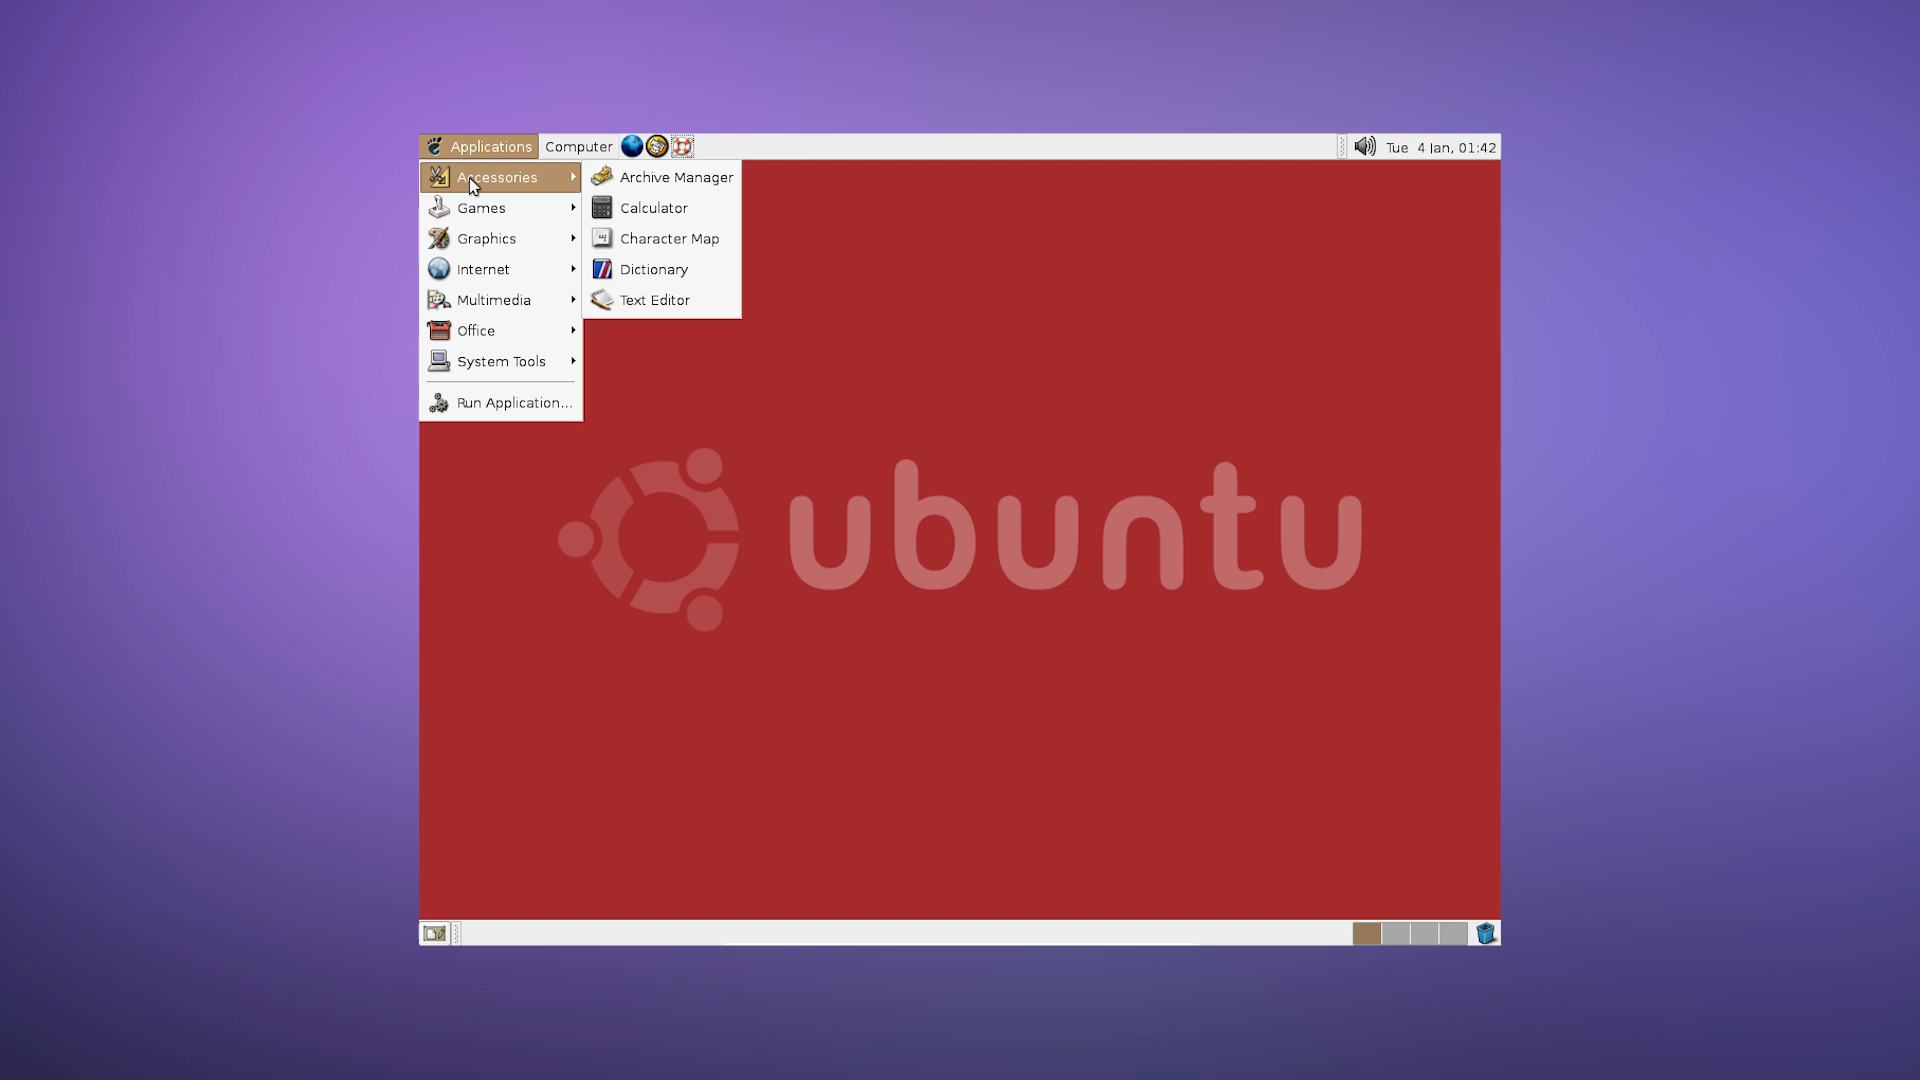 Applications Computer Tue 4 Jan, 01:42
Accessories
Games
Graphics
Internet
Multimedia
Office
System Tools
Run Application...
Archive Manager
Calculator
Character Map
Dictionary
Text Editor
ubuntu